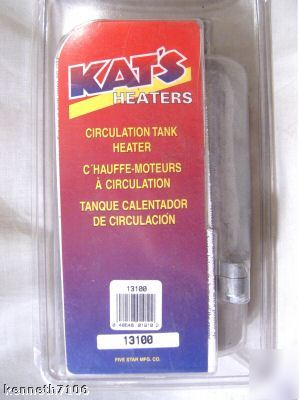 KAT'S
HEATERS
CIRCULATION TANK
HEATER
C'HAUFFE-MOTEURS
À CIRCULATION
TANQUE CALENTADOR
DE CIRCULACIÓN
13100
13100
FIVE STAR MFG. CO.
kenneth7106